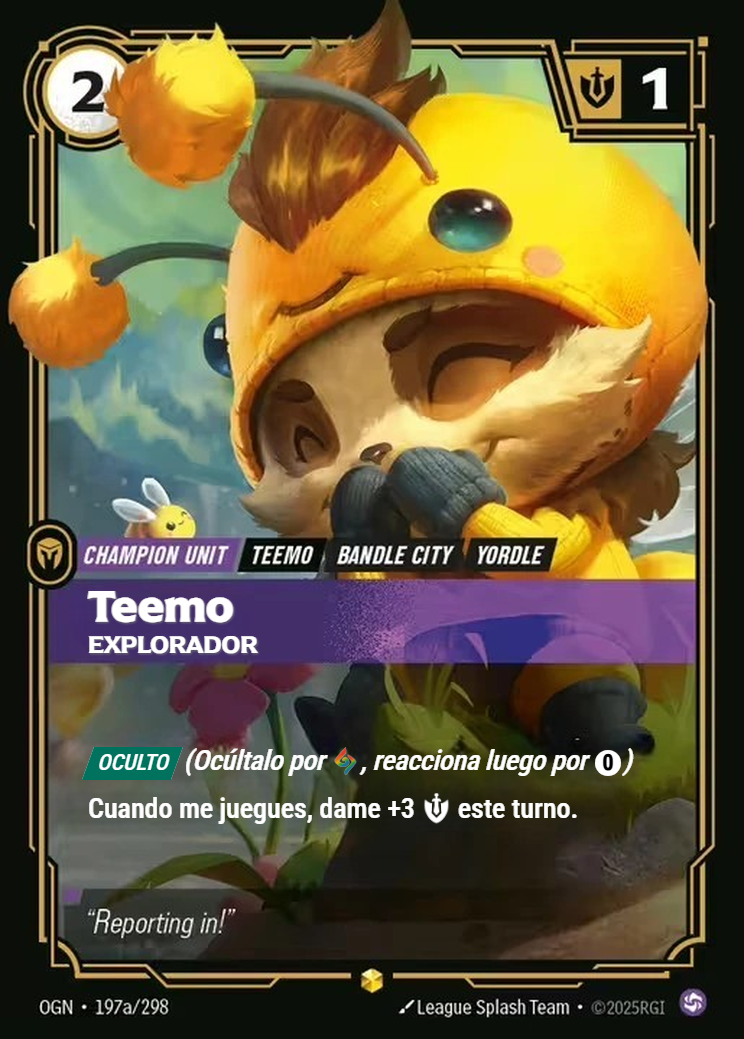 2
1
CHAMPION UNIT TEEMO BANDLE CITY YORDLE
Teemo
EXPLORADOR
OCULTO (Ocúltalo por , reacciona luego por 0)
Cuando me juegues, dame +3 este turno.
“Reporting in!”
OGN • 197a/298 League Splash Team • ©2025RGI